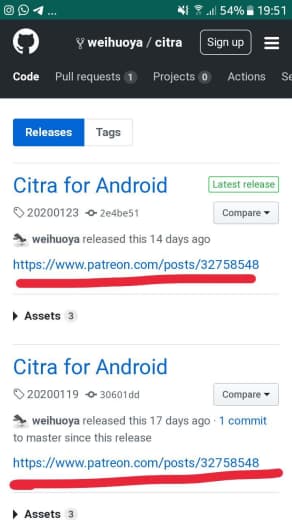 ... 54% 19:51
weihuoya / citra Sign up
Code Pull requests 1 Projects 0 Actions Se
Releases Tags
Citra for Android Latest release
20200123 2e4be51 Compare
weihuoya released this 14 days ago
https://www.patreon.com/posts/32758548
Assets 3
Citra for Android
20200119 30601dd Compare
weihuoya released this 17 days ago · 1 commit
to master since this release
https://www.patreon.com/posts/32758548
Assets 3